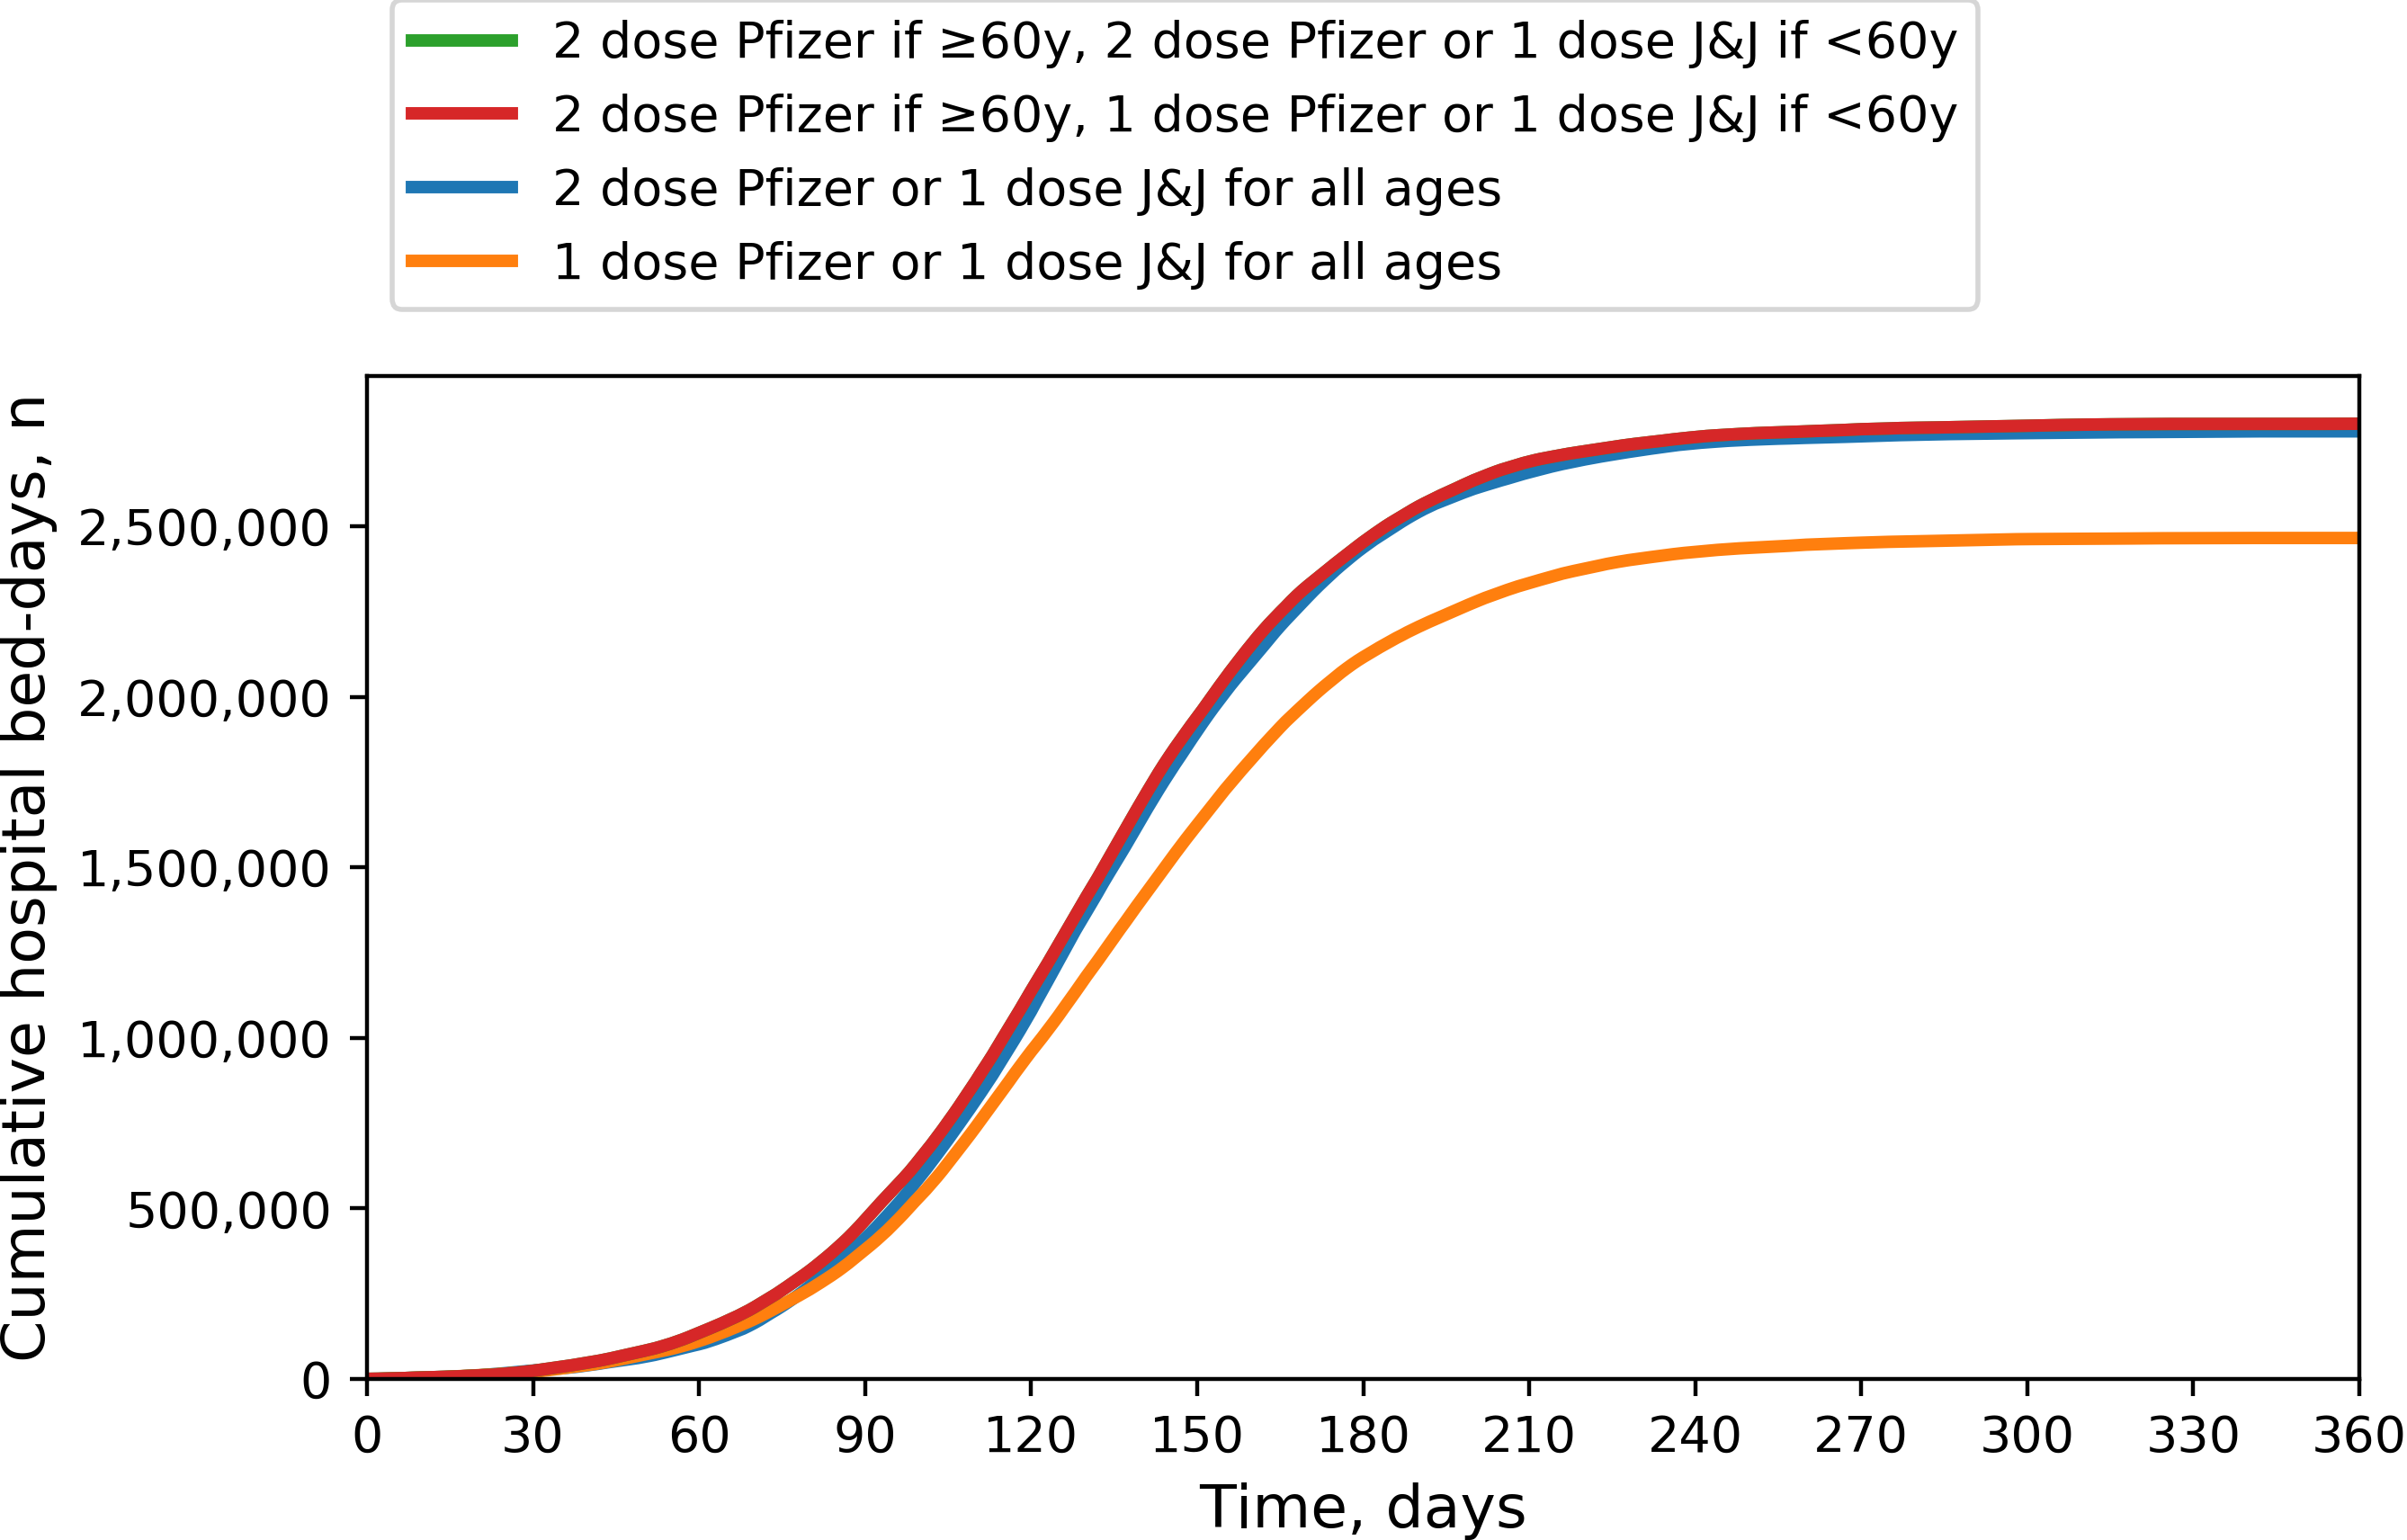 2 dose Pfizer if ≥60y, 2 dose Pfizer or 1 dose J&J if <60y
2 dose Pfizer if ≥60y, 1 dose Pfizer or 1 dose J&J if <60y
2 dose Pfizer or 1 dose J&J for all ages
1 dose Pfizer or 1 dose J&J for all ages
Cumulative hospital bed-days, n
2,500,000
2,000,000
1,500,000
1,000,000
500,000
0
0 30 60 90 120 150 180 210 240 270 300 330 360
Time, days